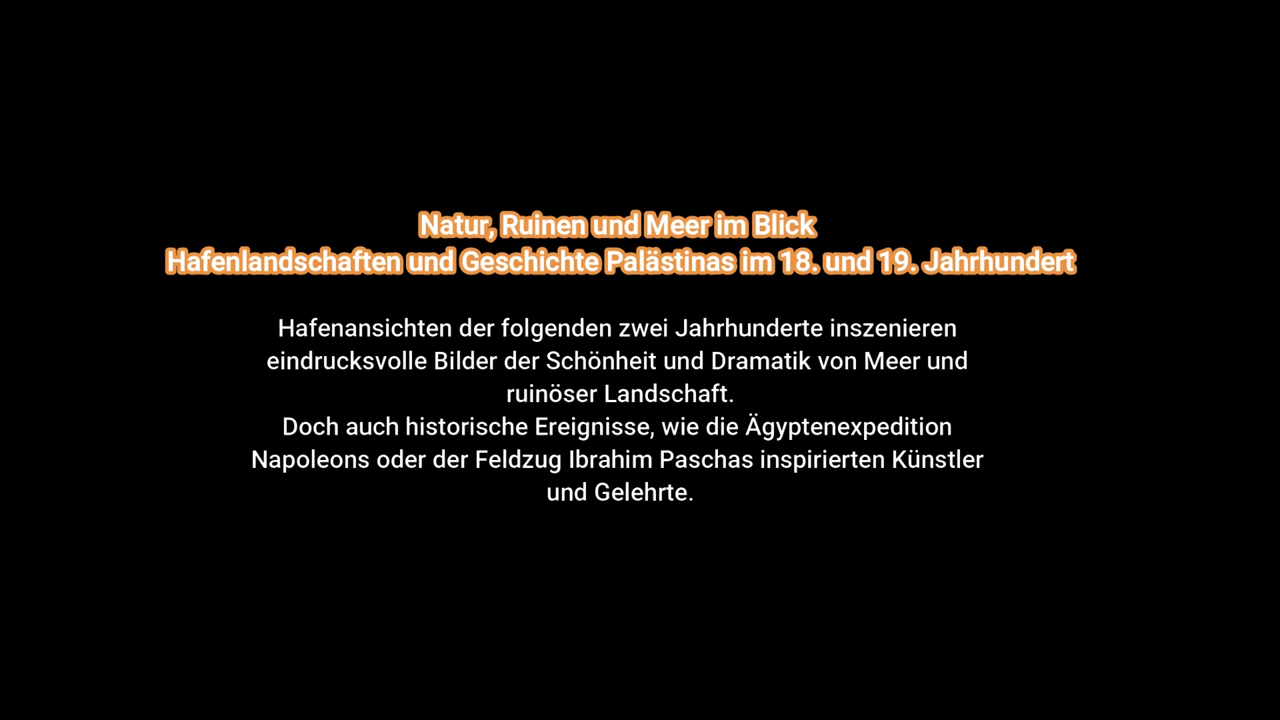 Natur, Ruinen und Meer im Blick
Hafenlandschaften und Geschichte Palästinas im 18. und 19. Jahrhundert
Hafenansichten der folgenden zwei Jahrhunderte inszenieren
eindrucksvolle Bilder der Schönheit und Dramatik von Meer und
ruinöser Landschaft.
Doch auch historische Ereignisse, wie die Ägyptenexpedition
Napoleons oder der Feldzug Ibrahim Paschas inspirierten Künstler
und Gelehrte.